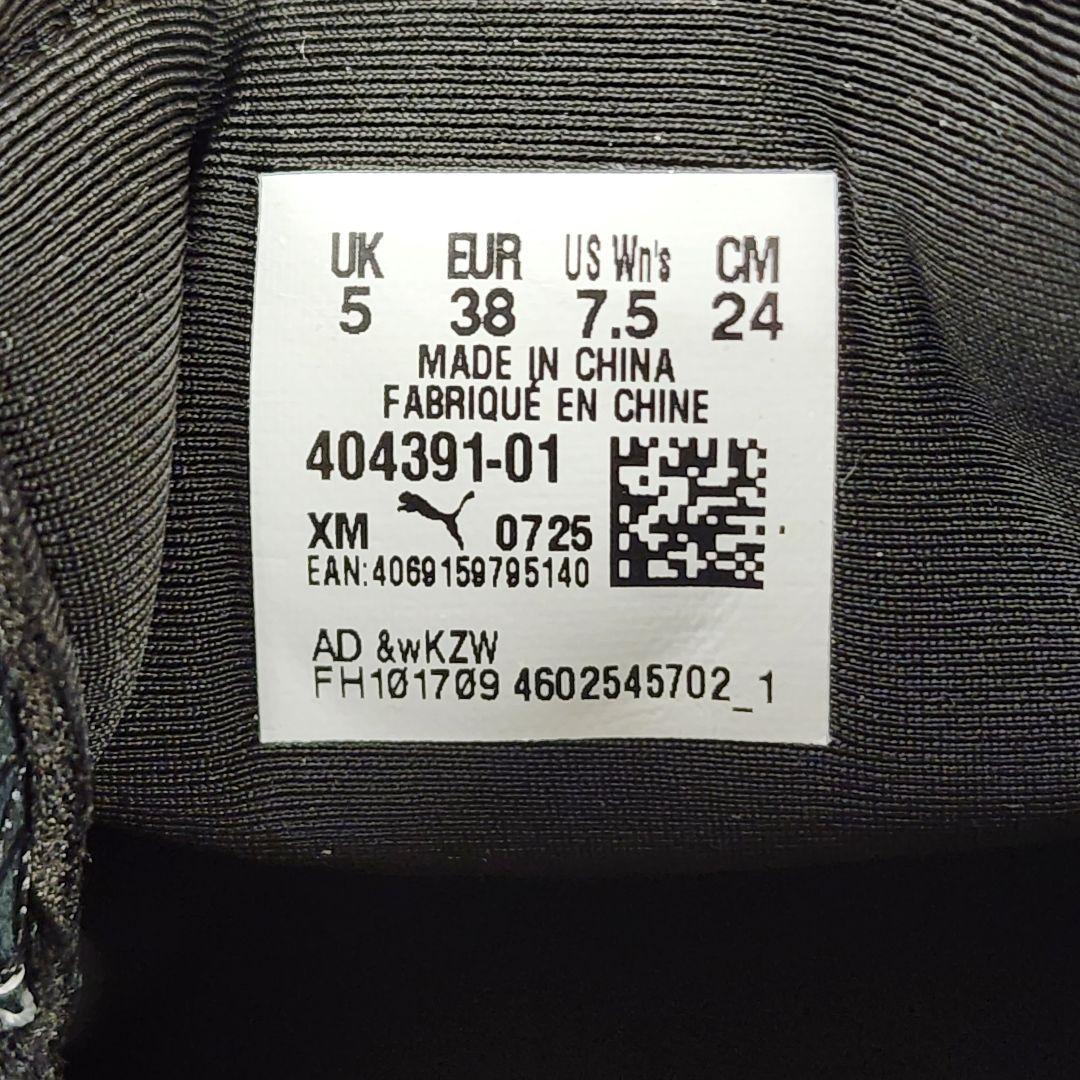 UK EUR US Wn's CM
5 38 7.5 24
MADE IN CHINA
FABRIQUÉ EN CHINE
404391-01
XM 0725
EAN:4069159795140
AD &wKZW
FH1Ø17Ø9 4602545702_1